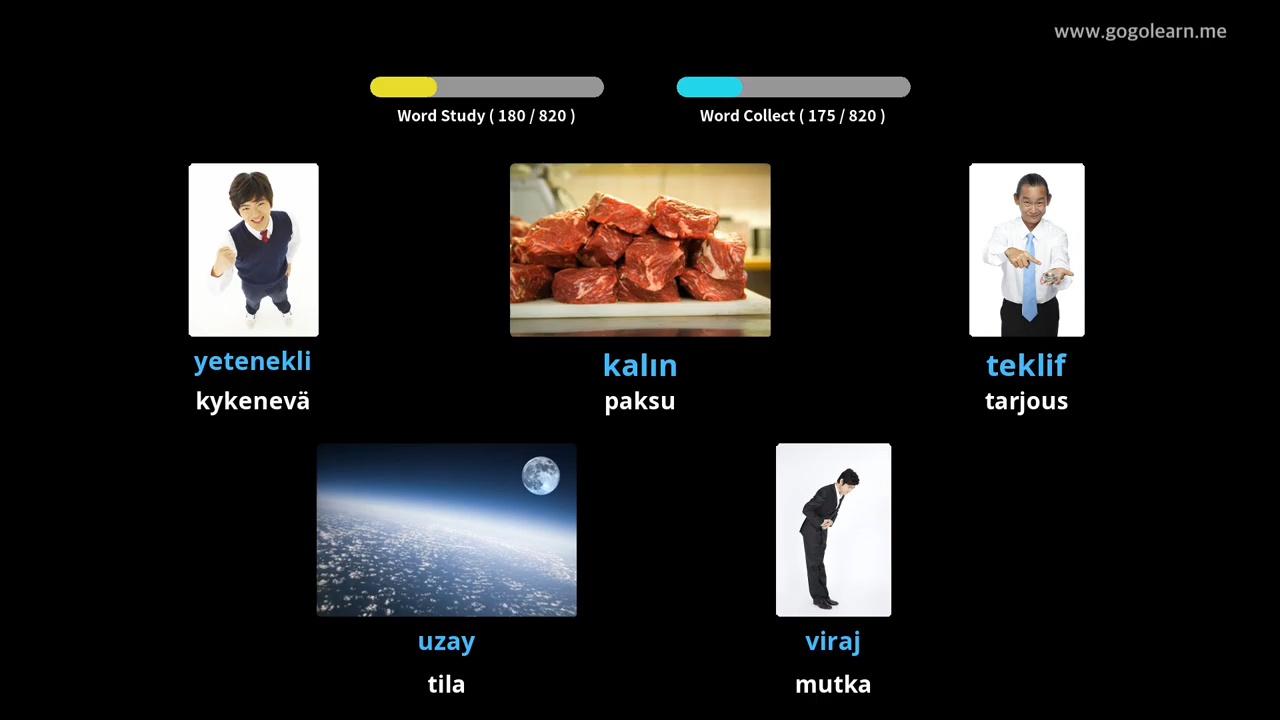 www.gogolearn.me
Word Study ( 180 / 820 )
Word Collect ( 175 / 820 )
yetenekli
kykenevä
kalın
paksu
teklif
tarjous
uzay
tila
viraj
mutka